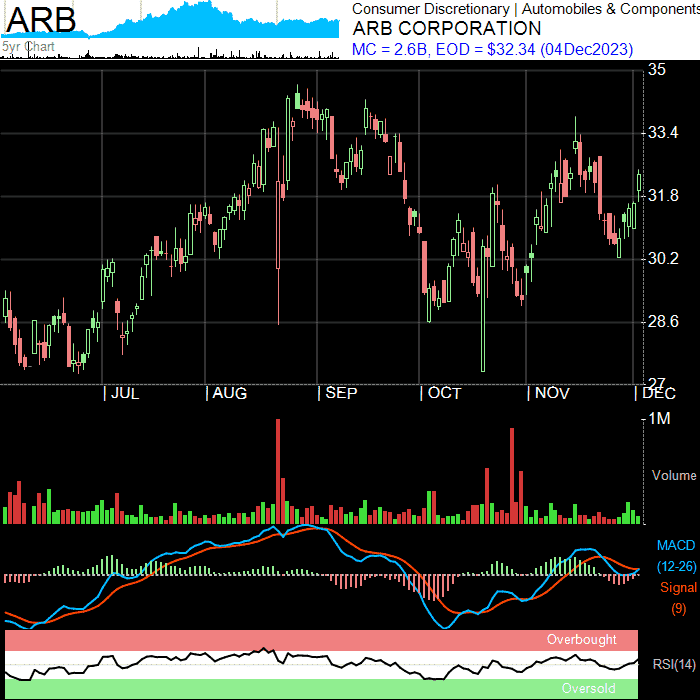 ARB
5yr Chart
Consumer Discretionary | Automobiles & Components
ARB CORPORATION
MC = 2.6B, EOD = $32.34 (04Dec2023)
35
33.4
31.8
30.2
28.6
27
| JUL | AUG | SEP | OCT | NOV | DEC
1M
Volume
MACD
(12-26)
Signal
(9)
Overbought
RSI(14)
Oversold